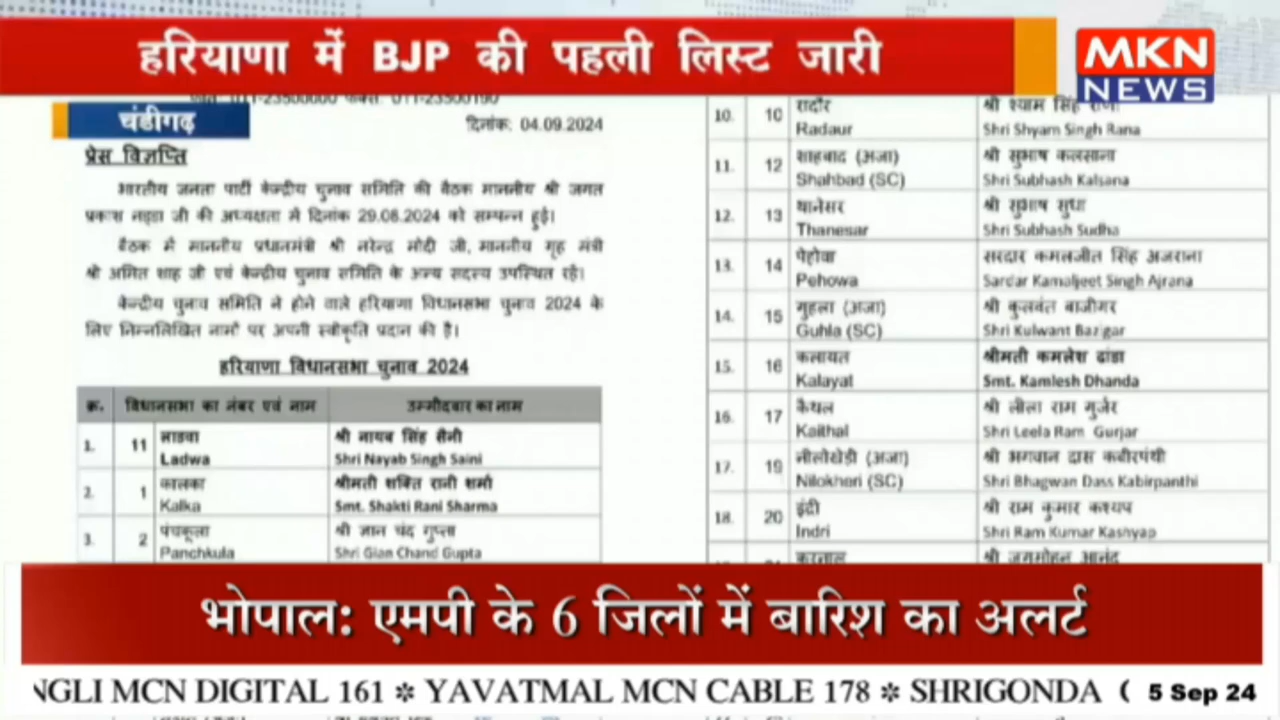 हरियाणा में BJP की पहली लिस्ट जारी
MKN
NEWS
चंडीगढ़
दिनांक: 04.09.2024
प्रेस विज्ञप्ति
भारतीय जनता पार्टी केन्द्रीय चुनाव समिति की बैठक माननीय श्री जगत
प्रकाश नड्डा जी की अध्यक्षता में दिनांक 29.08.2024 को सम्पन्न हुई।
बैठक में माननीय प्रधानमंत्री श्री नरेन्द्र मोदी जी, माननीय गृह मंत्री
श्री अमित शाह जी एवं केन्द्रीय चुनाव समिति के अन्य सदस्य उपस्थित रहे।
केन्द्रीय चुनाव समिति ने होने वाले हरियाणा विधानसभा चुनाव 2024 के
लिए निम्नलिखित नामों पर अपनी स्वीकृति प्रदान की है।
हरियाणा विधानसभा चुनाव 2024
क्र. विधानसभा का नंबर एवं नाम उम्मीदवार का नाम
1. 11 लाडवा श्री नायब सिंह सैनी
Ladwa Shri Nayab Singh Saini
2. 1 कालका श्रीमती शक्ति रानी शर्मा
Kalka Smt. Shakti Rani Sharma
3. 2 पंचकूला श्री ज्ञान चंद गुप्ता
Panchkula Shri Gian Chand Gupta
10. 10 रादौर श्री श्याम सिंह राणा
Radaur Shri Shyam Singh Rana
11. 12 शाहबाद (अजा) श्री सुभाष कलसाना
Shahbad (SC) Shri Subhash Kalsana
12. 13 थानेसर श्री सुभाष सुधा
Thanesar Shri Subhash Sudha
13. 14 पेहोवा सरदार कमलजीत सिंह अजराना
Pehowa Sardar Kamaljeet Singh Ajrana
14. 15 गुहला (अजा) श्री कुलवंत बाजीगर
Guhla (SC) Shri Kulwant Bazigar
15. 16 कलायत श्रीमती कमलेश ढांडा
Kalayat Smt. Kamlesh Dhanda
16. 17 कैथल श्री लीला राम गुर्जर
Kaithal Shri Leela Ram Gurjar
17. 19 नीलोखेड़ी (अजा) श्री भगवान दास कबीरपंथी
Nilokheri (SC) Shri Bhagwan Dass Kabirpanthi
18. 20 इंद्री श्री राम कुमार कश्यप
Indri Shri Ram Kumar Kashyap
करनाल श्री जगमोहन आनंद
भोपाल: एमपी के 6 जिलों में बारिश का अलर्ट
NGLI MCN DIGITAL 161 ✲ YAVATMAL MCN CABLE 178 ✲ SHRIGONDA ( 5 Sep 24